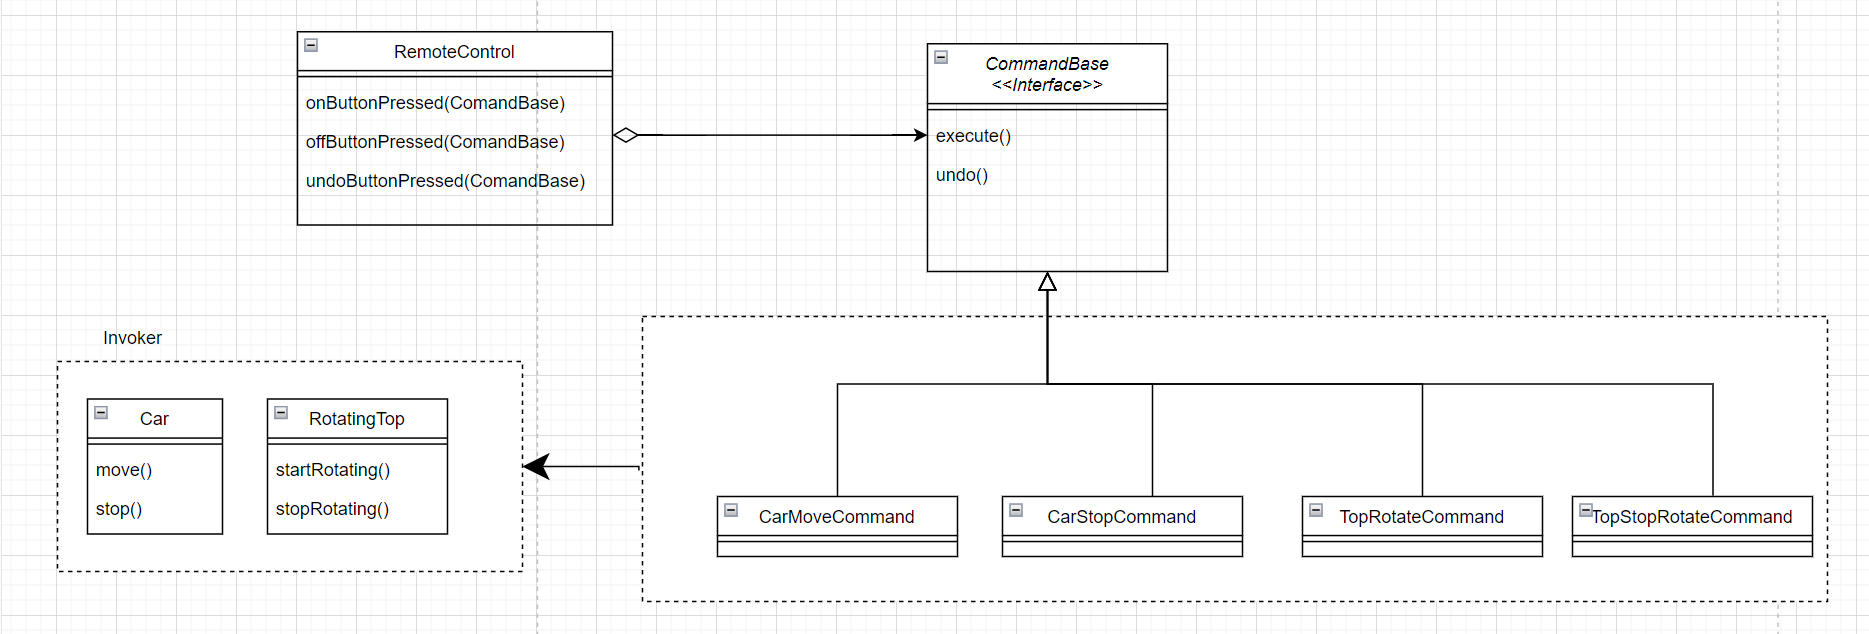 RemoteControl
onButtonPressed(ComandBase)
offButtonPressed(ComandBase)
undoButtonPressed(ComandBase)
CommandBase
<<Interface>>
execute()
undo()
Invoker
Car
move()
stop()
RotatingTop
startRotating()
stopRotating()
CarMoveCommand
CarStopCommand
TopRotateCommand
TopStopRotateCommand